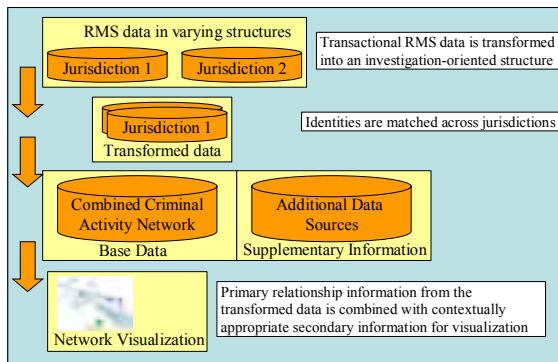 RMS data in varying structures
Jurisdiction 1
Jurisdiction 2
Transactional RMS data is transformed
into an investigation-oriented structure
Jurisdiction 1
Transformed data
Identities are matched across jurisdictions
Combined Criminal
Activity Network
Base Data
Additional Data
Sources
Supplementary Information
Network Visualization
Primary relationship information from the
transformed data is combined with contextually
appropriate secondary information for visualization